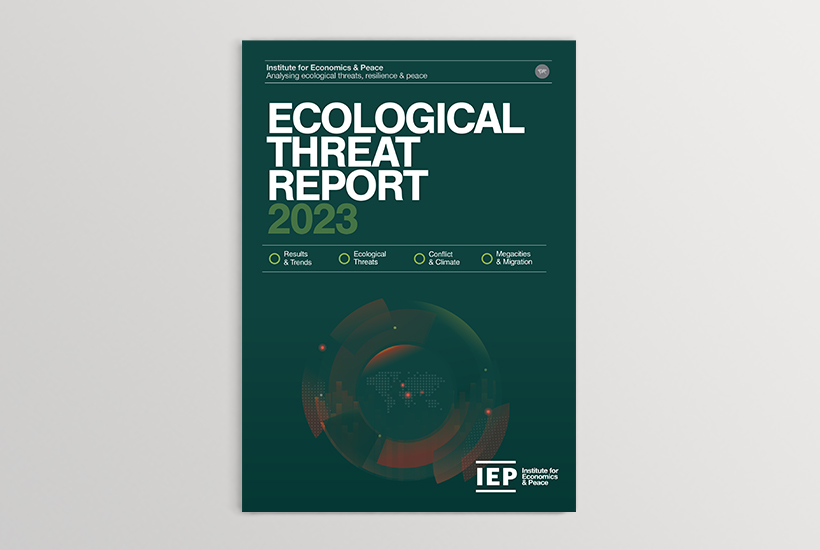 Institute for Economics & Peace
Analysing ecological threats, resilience & peace
ECOLOGICAL
THREAT
REPORT
2023
Results
& Trends
Ecological
Threats
Conflict
& Climate
Megacities
& Migration
IEP
Institute for
Economics
& Peace